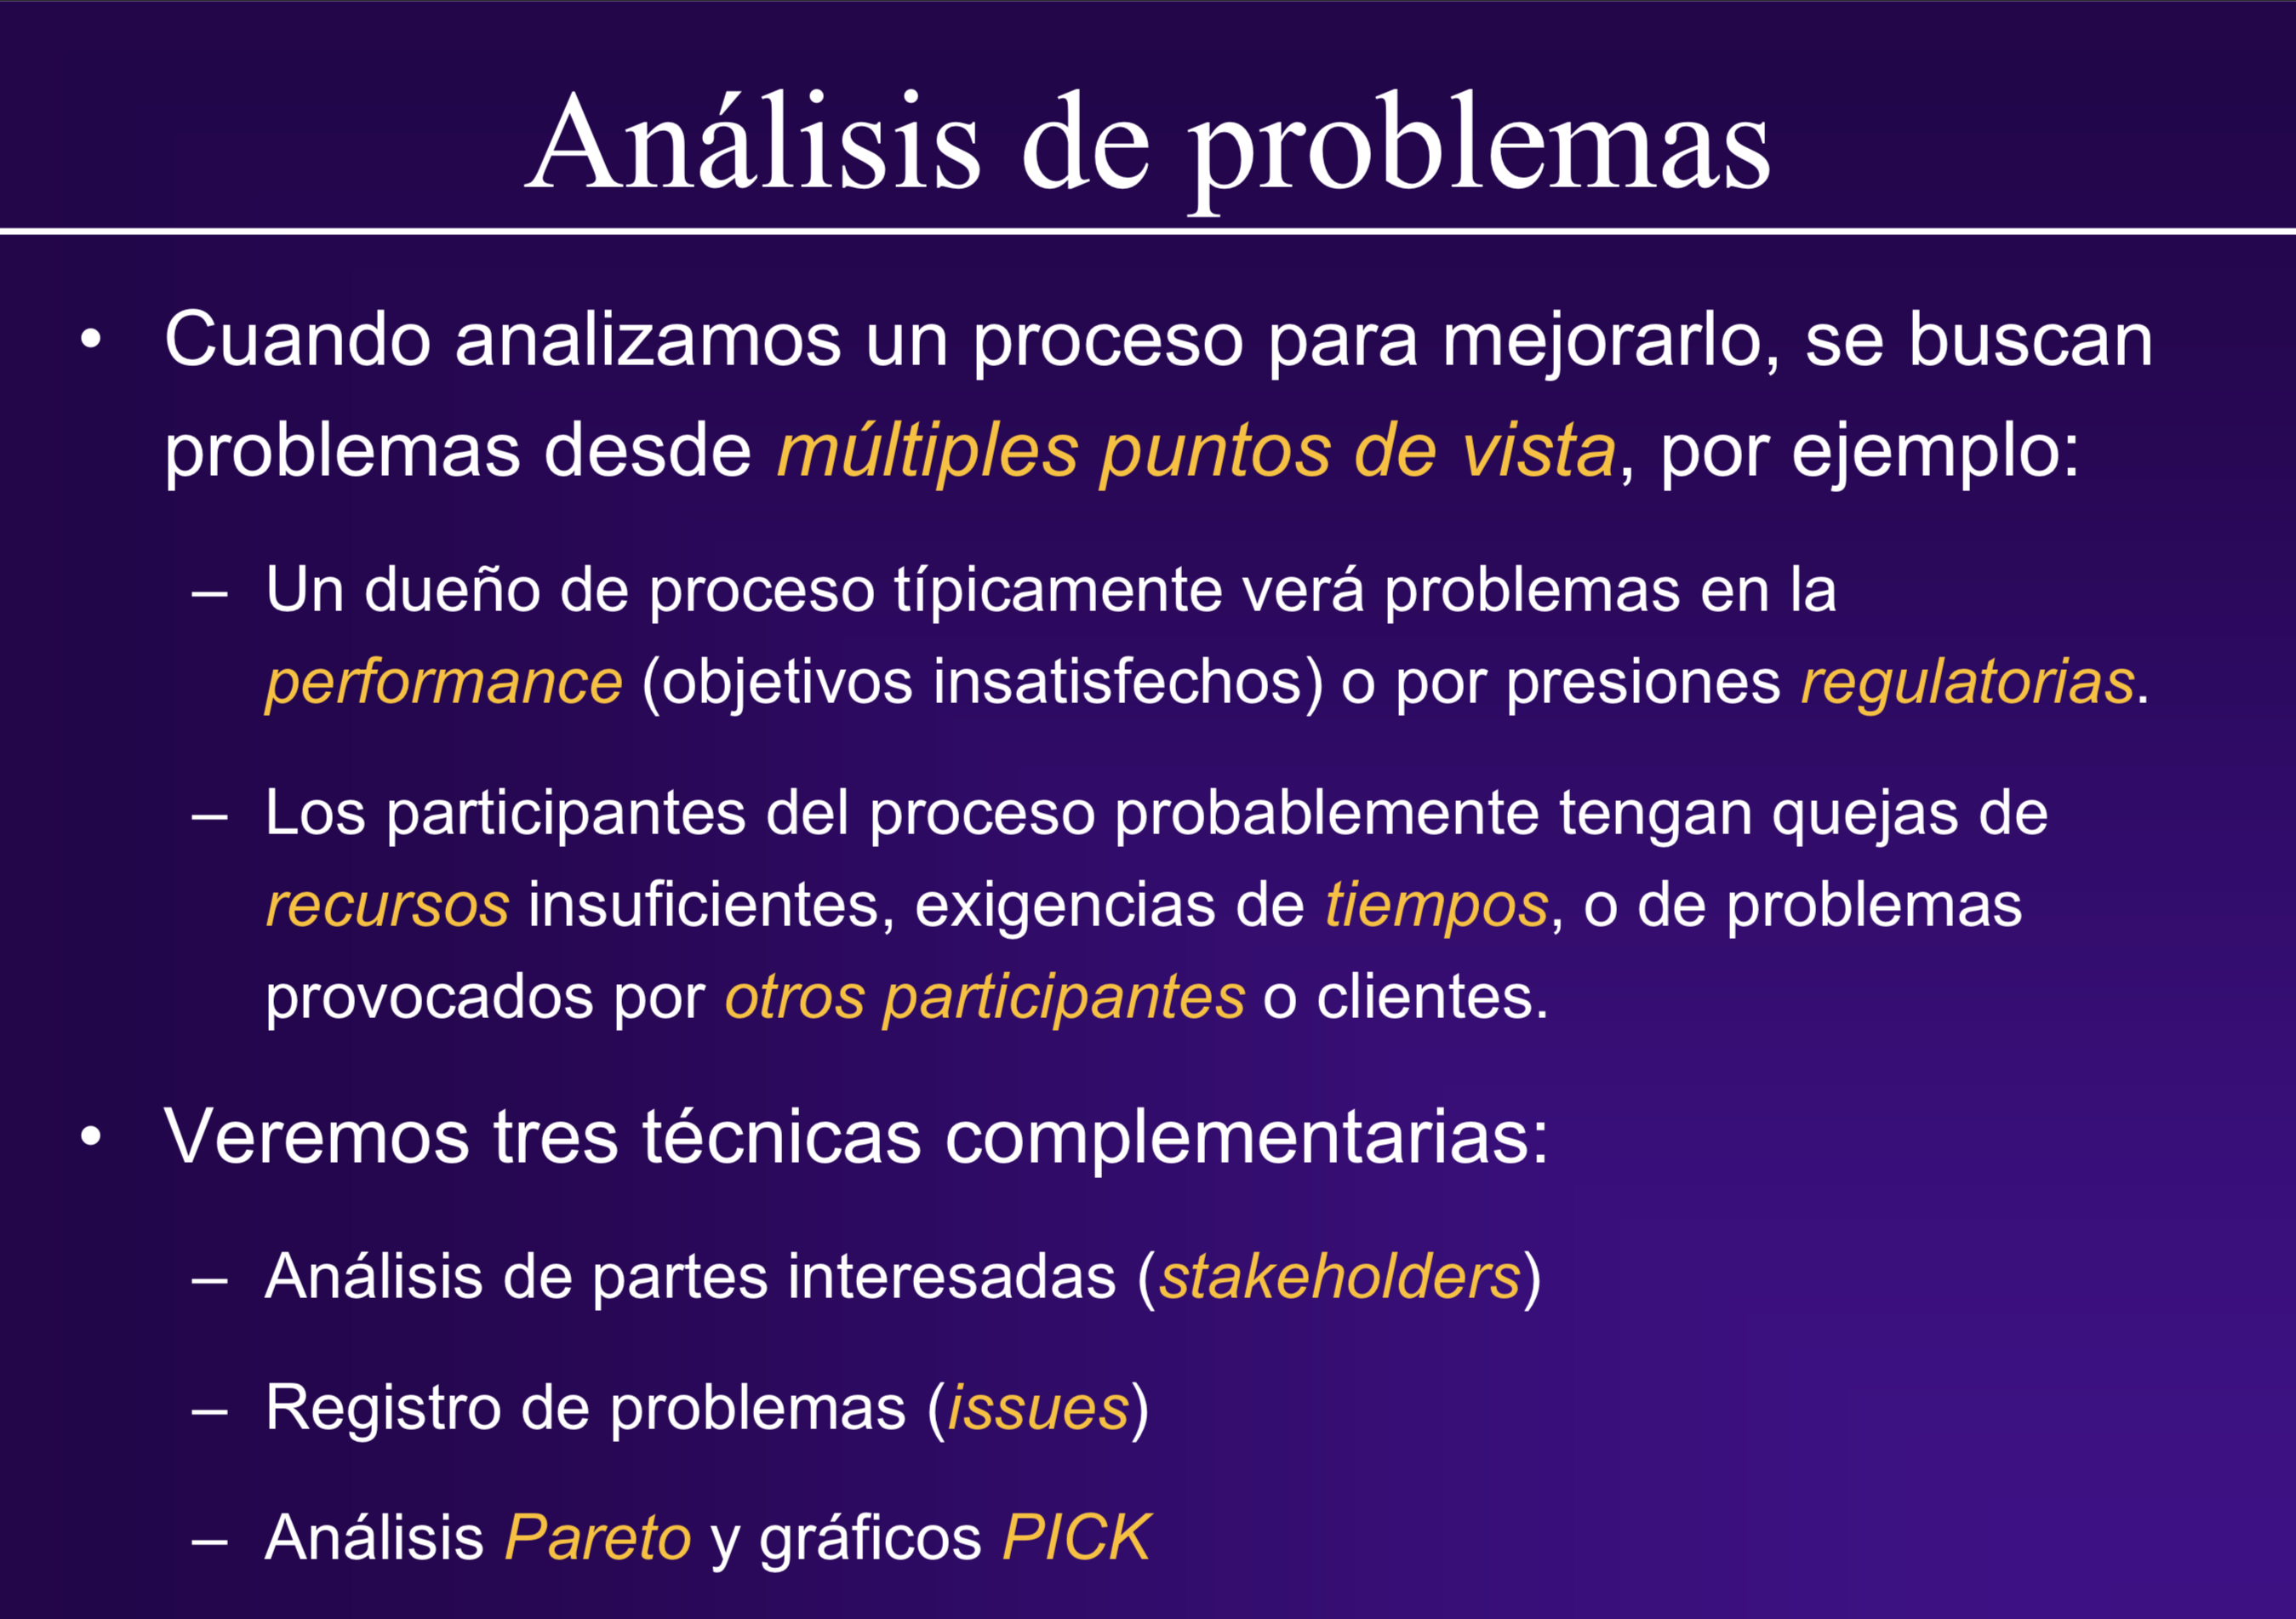 Análisis de problemas
• Cuando analizamos un proceso para mejorarlo, se buscan
problemas desde múltiples puntos de vista, por ejemplo:
– Un dueño de proceso típicamente verá problemas en la
performance (objetivos insatisfechos) o por presiones regulatorias.
– Los participantes del proceso probablemente tengan quejas de
recursos insuficientes, exigencias de tiempos, o de problemas
provocados por otros participantes o clientes.
• Veremos tres técnicas complementarias:
– Análisis de partes interesadas (stakeholders)
– Registro de problemas (issues)
– Análisis Pareto y gráficos PICK